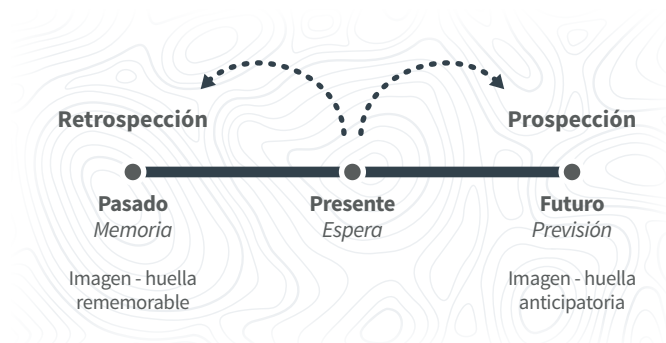 Retrospección
Prospección
Pasado
Memoria
Presente
Espera
Futuro
Previsión
Imagen - huella
rememorable
Imagen - huella
anticipatoria